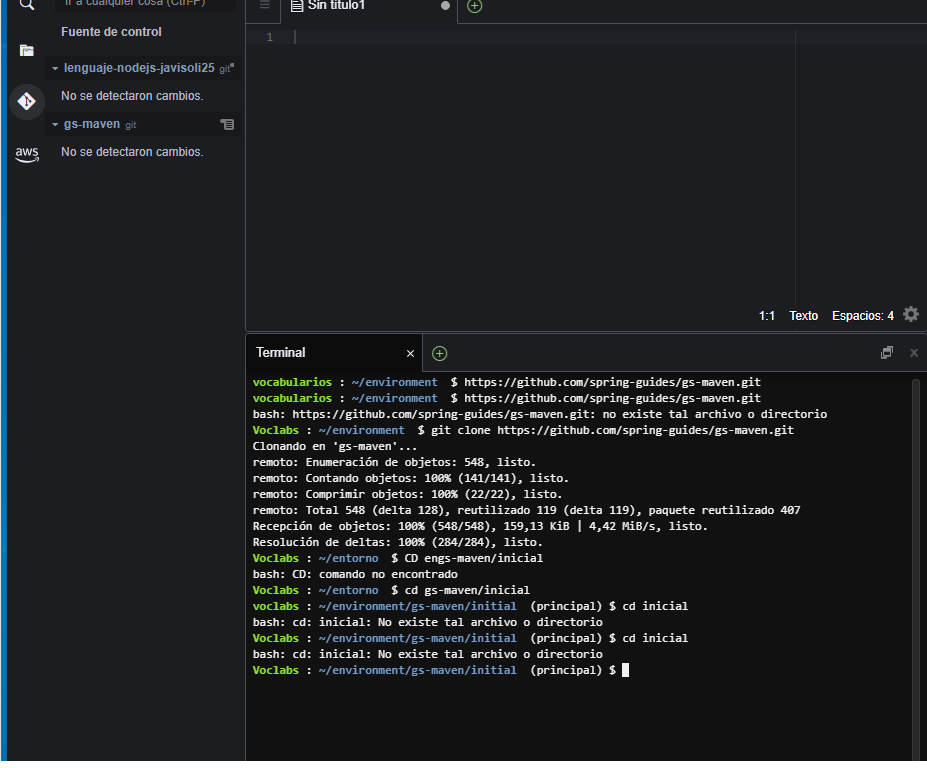 Ir a cualquier cosa (Ctrl-P)
Fuente de control
lenguaje-nodejs-javisoli25 git*
No se detectaron cambios.
gs-maven git
No se detectaron cambios.
aws
Sin título1
1
1:1 Texto Espacios: 4
Terminal
vocabularios : ~/environment $ https://github.com/spring-guides/gs-maven.git
vocabularios : ~/environment $ https://github.com/spring-guides/gs-maven.git
bash: https://github.com/spring-guides/gs-maven.git: no existe tal archivo o directorio
Voclabs : ~/environment $ git clone https://github.com/spring-guides/gs-maven.git
Clonando en 'gs-maven'...
remoto: Enumeración de objetos: 548, listo.
remoto: Contando objetos: 100% (141/141), listo.
remoto: Comprimir objetos: 100% (22/22), listo.
remoto: Total 548 (delta 128), reutilizado 119 (delta 119), paquete reutilizado 407
Recepción de objetos: 100% (548/548), 159,13 KiB | 4,42 MiB/s, listo.
Resolución de deltas: 100% (284/284), listo.
Voclabs : ~/entorno $ CD engs-maven/inicial
bash: CD: comando no encontrado
Voclabs : ~/entorno $ cd gs-maven/inicial
voclabs : ~/environment/gs-maven/initial (principal) $ cd inicial
bash: cd: inicial: No existe tal archivo o directorio
Voclabs : ~/environment/gs-maven/initial (principal) $ cd inicial
bash: cd: inicial: No existe tal archivo o directorio
Voclabs : ~/environment/gs-maven/initial (principal) $